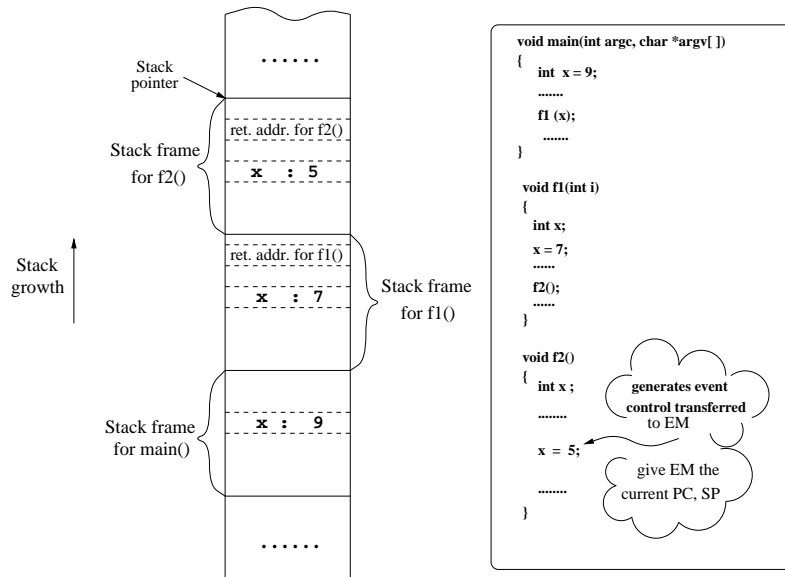 ......
Stack
pointer
ret. addr. for f2()
Stack frame
for f2()
x : 5
ret. addr. for f1()
Stack
growth
x : 7
Stack frame
for f1()
Stack frame
for main()
x : 9
......
void main(int argc, char *argv[ ])
{
int x = 9;
.......
f1 (x);
.......
}
void f1(int i)
{
int x;
x = 7;
......
f2();
......
}
void f2()
{
int x ;
........
x = 5;
........
}
generates event
control transferred
to EM
give EM the
current PC, SP